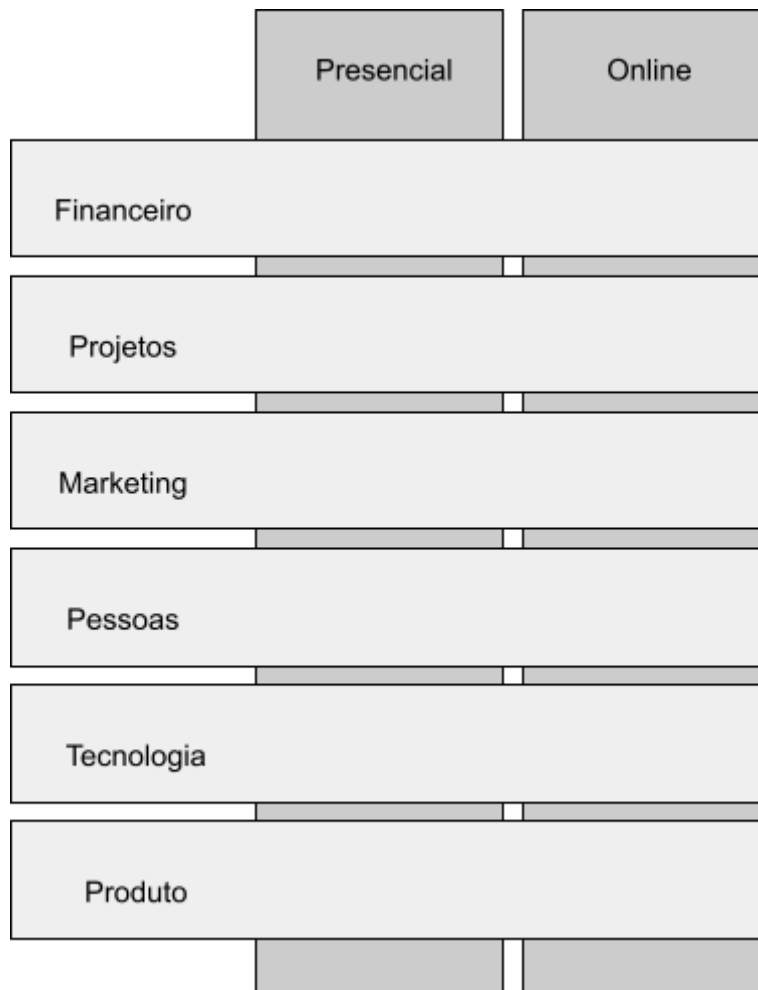 Presencial
Online
Financeiro
Projetos
Marketing
Pessoas
Tecnologia
Produto